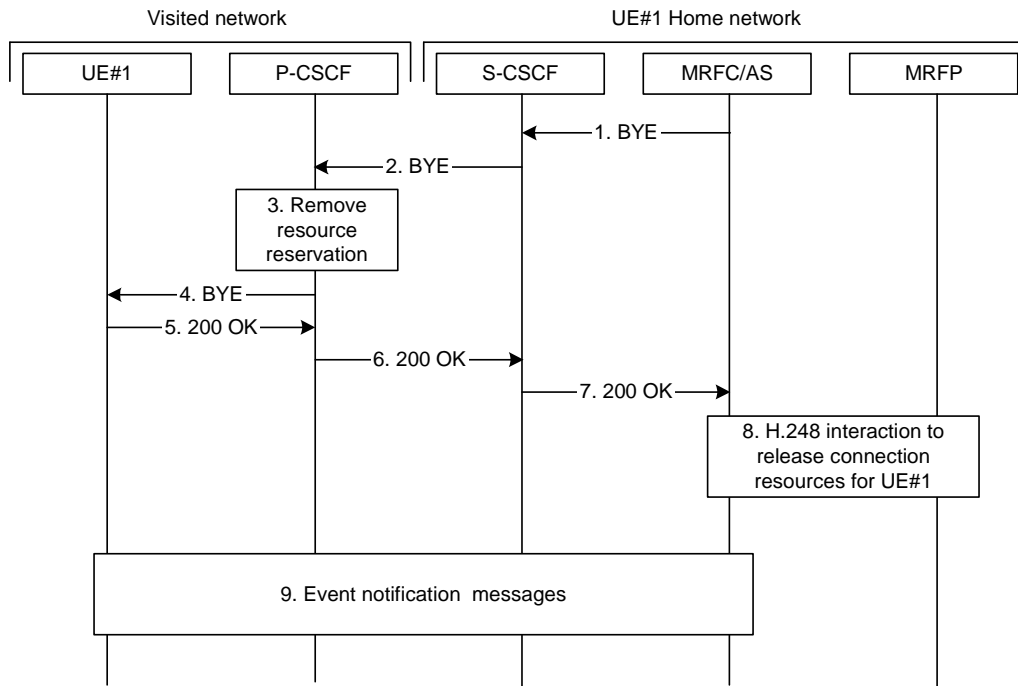 Visited network
UE#1 Home network
UE#1
P-CSCF
S-CSCF
MRFC/AS
MRFP
1. BYE
2. BYE
3. Remove
resource
reservation
4. BYE
5. 200 OK
6. 200 OK
7. 200 OK
8. H.248 interaction to
release connection
resources for UE#1
9. Event notification messages